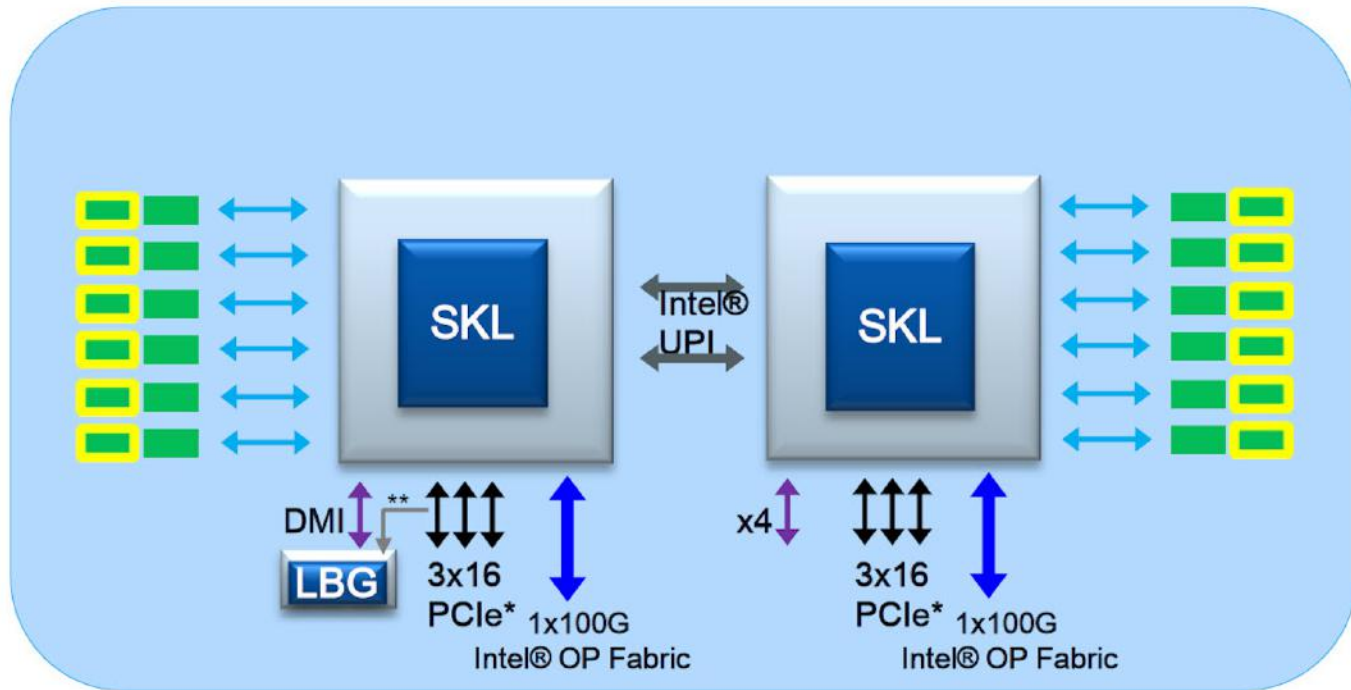 SKL
Intel®
UPI
SKL
DMI
**
LBG
3x16
PCIe*
1x100G
Intel® OP Fabric
x4
3x16
PCIe*
1x100G
Intel® OP Fabric